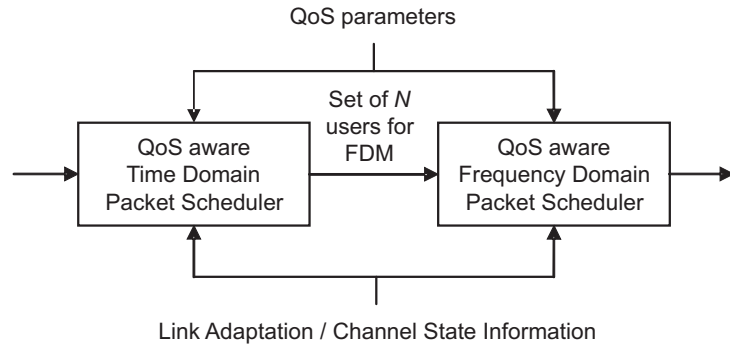 QoS parameters
Set of N
users for
FDM
QoS aware
Time Domain
Packet Scheduler
QoS aware
Frequency Domain
Packet Scheduler
Link Adaptation / Channel State Information